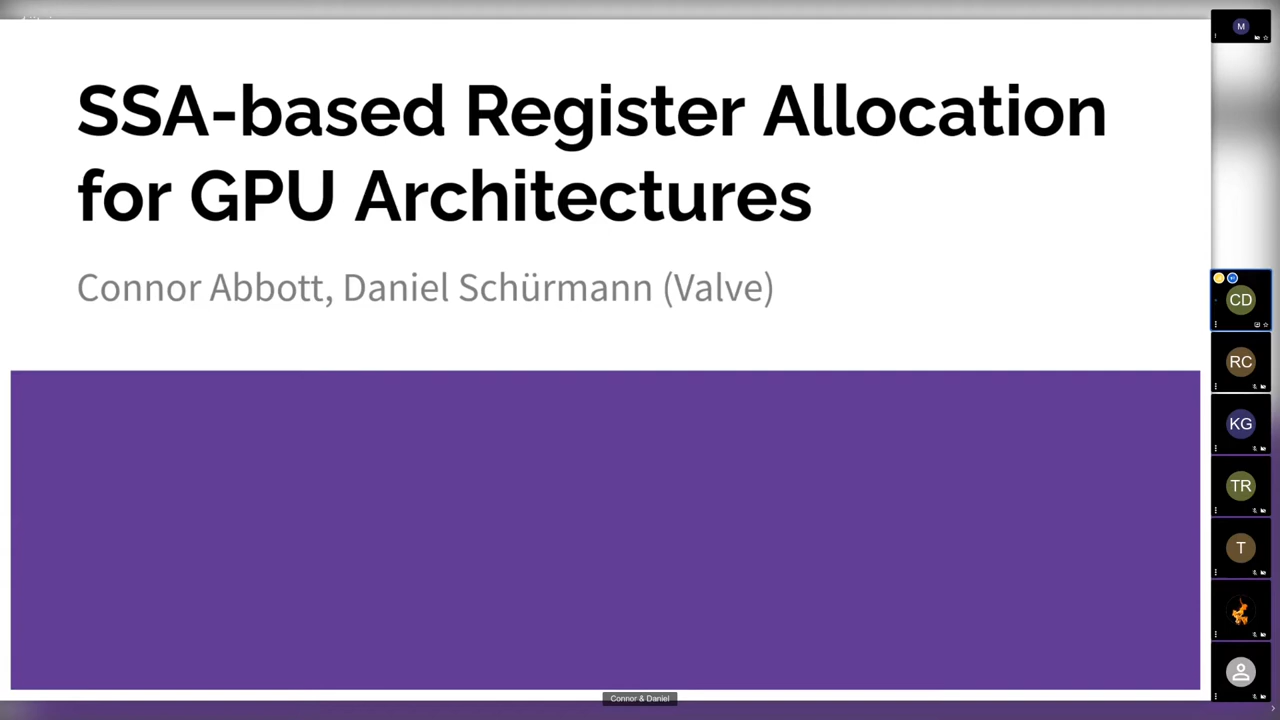 SSA-based Register Allocation
for GPU Architectures
Connor Abbott, Daniel Schürmann (Valve)
M
CD
RC
KG
TR
T
Connor & Daniel